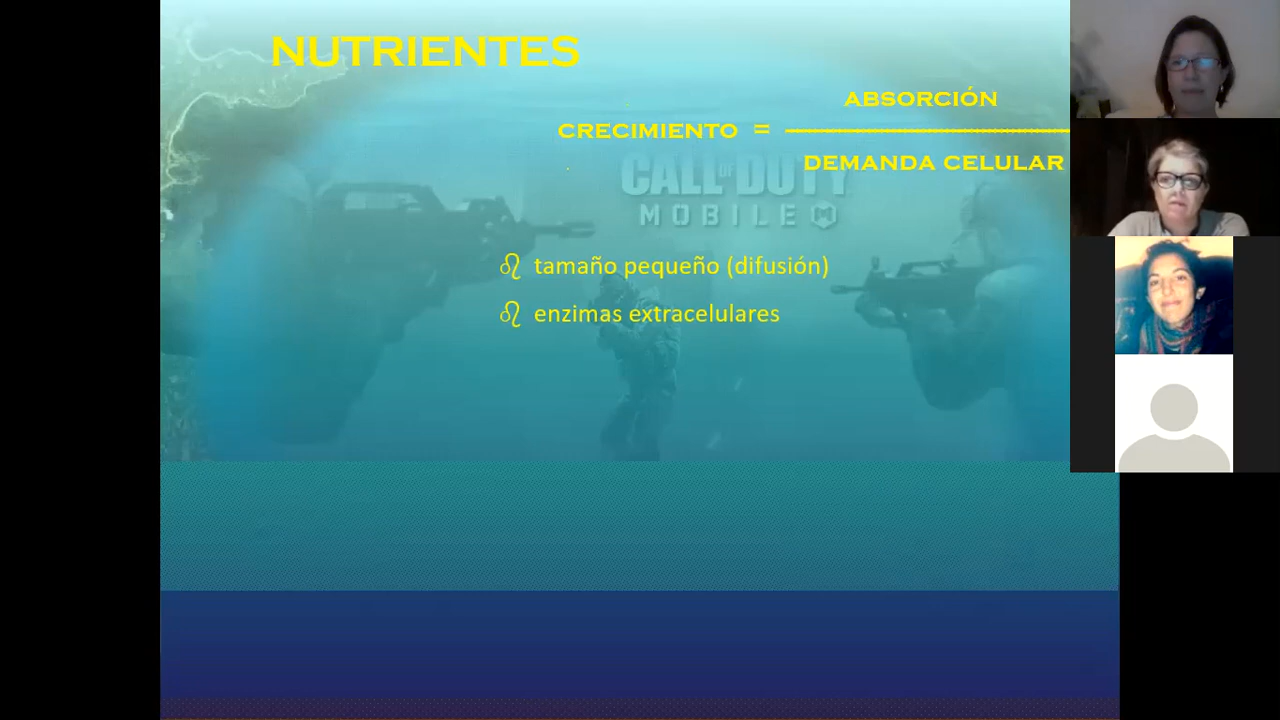 NUTRIENTES
ABSORCIÓN
CRECIMIENTO =
DEMANDA CELULAR
CALL OF DUTY
MOBILE
tamaño pequeño (difusión)
enzimas extracelulares